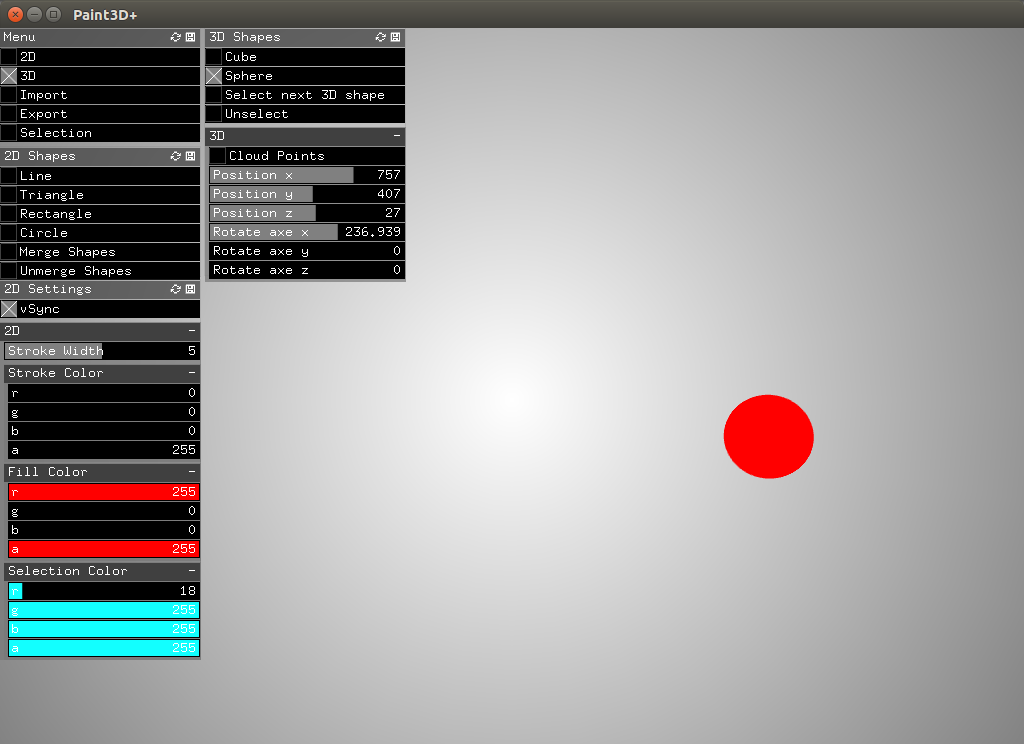 Paint3D+
Menu
2D
3D
Import
Export
Selection
2D Shapes
Line
Triangle
Rectangle
Circle
Merge Shapes
Unmerge Shapes
2D Settings
vSync
2D
Stroke Width 5
Stroke Color
r 0
g 0
b 0
a 255
Fill Color
r 255
g 0
b 0
a 255
Selection Color
r 18
g 255
b 255
a 255
3D Shapes
Cube
Sphere
Select next 3D shape
Unselect
3D
Cloud Points
Position x 757
Position y 407
Position z 27
Rotate axe x 236.939
Rotate axe y 0
Rotate axe z 0